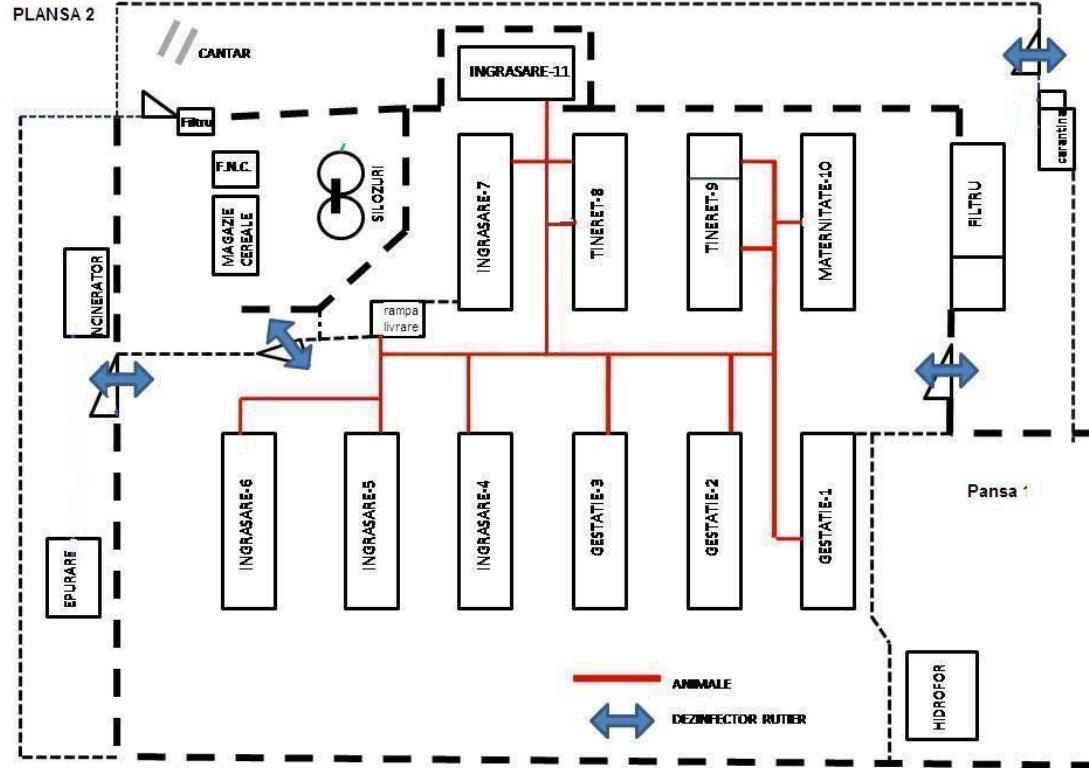 PLANSA 2
CANTAR
INGRASARE-11
Filtru
carantina
F.N.C.
MAGAZIE
CEREALE
SILOZURI
INGRASARE-7
TINERET-8
TINERET-9
MATERNITATE-10
FILTRU
NCINERATOR
rampa
livrare
INGRASARE-6
INGRASARE-5
INGRASARE-4
GESTATIE-3
GESTATIE-2
GESTATIE-1
Pansa 1
EPURARE
HIDROFOR
ANIMALE
DEZINFECTOR RUTIER